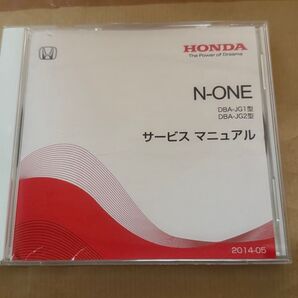 HONDA
The Power of Dreams
N-ONE
DBA-JG1型
DBA-JG2型
サービス マニュアル
2014-05